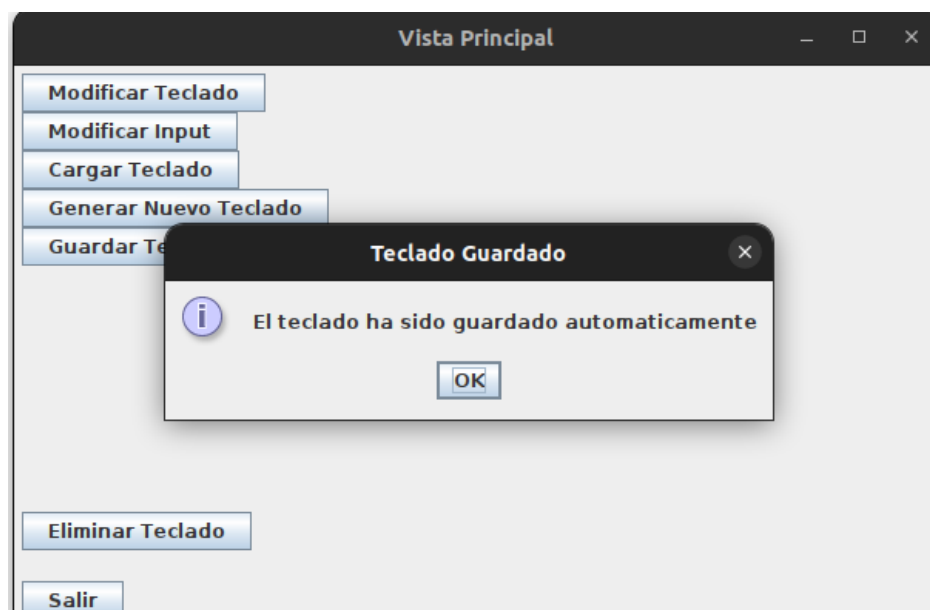 Vista Principal
Modificar Teclado
Modificar Input
Cargar Teclado
Generar Nuevo Teclado
Guardar Te
Teclado Guardado
El teclado ha sido guardado automaticamente
OK
Eliminar Teclado
Salir